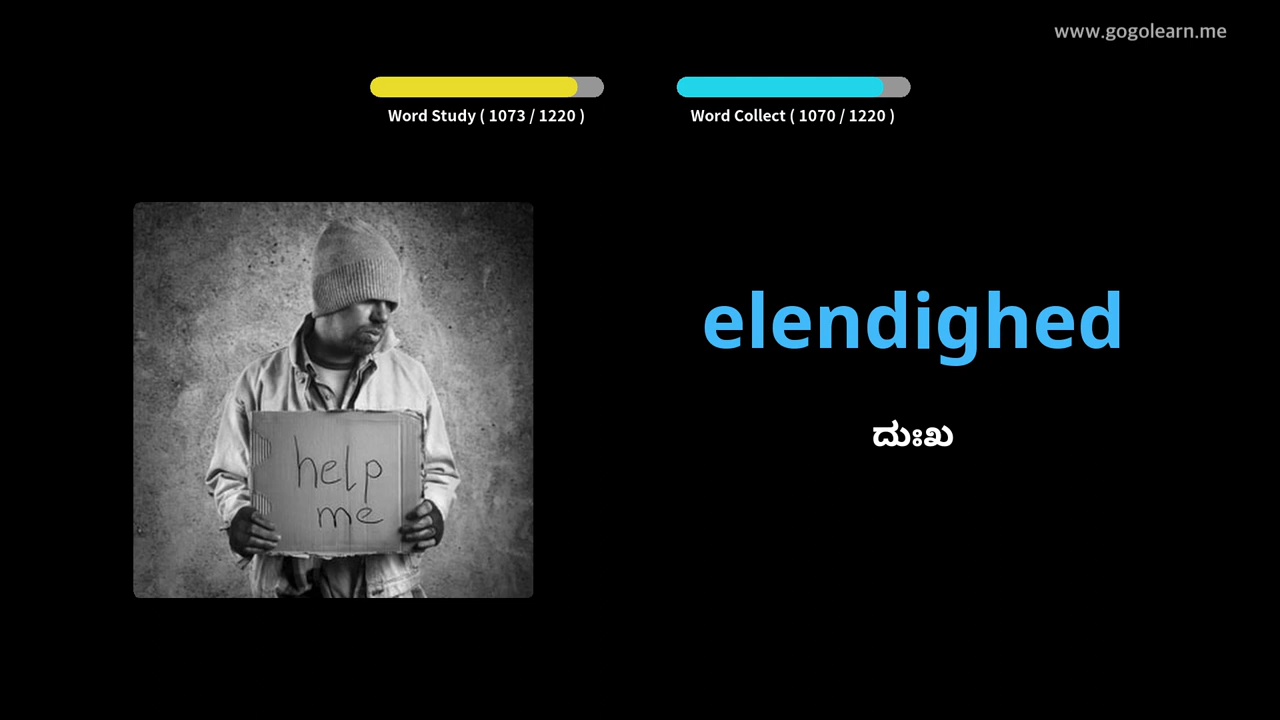 www.gogolearn.me
Word Study ( 1073 / 1220 )
Word Collect ( 1070 / 1220 )
help
me
elendighed
ದುಃಖ